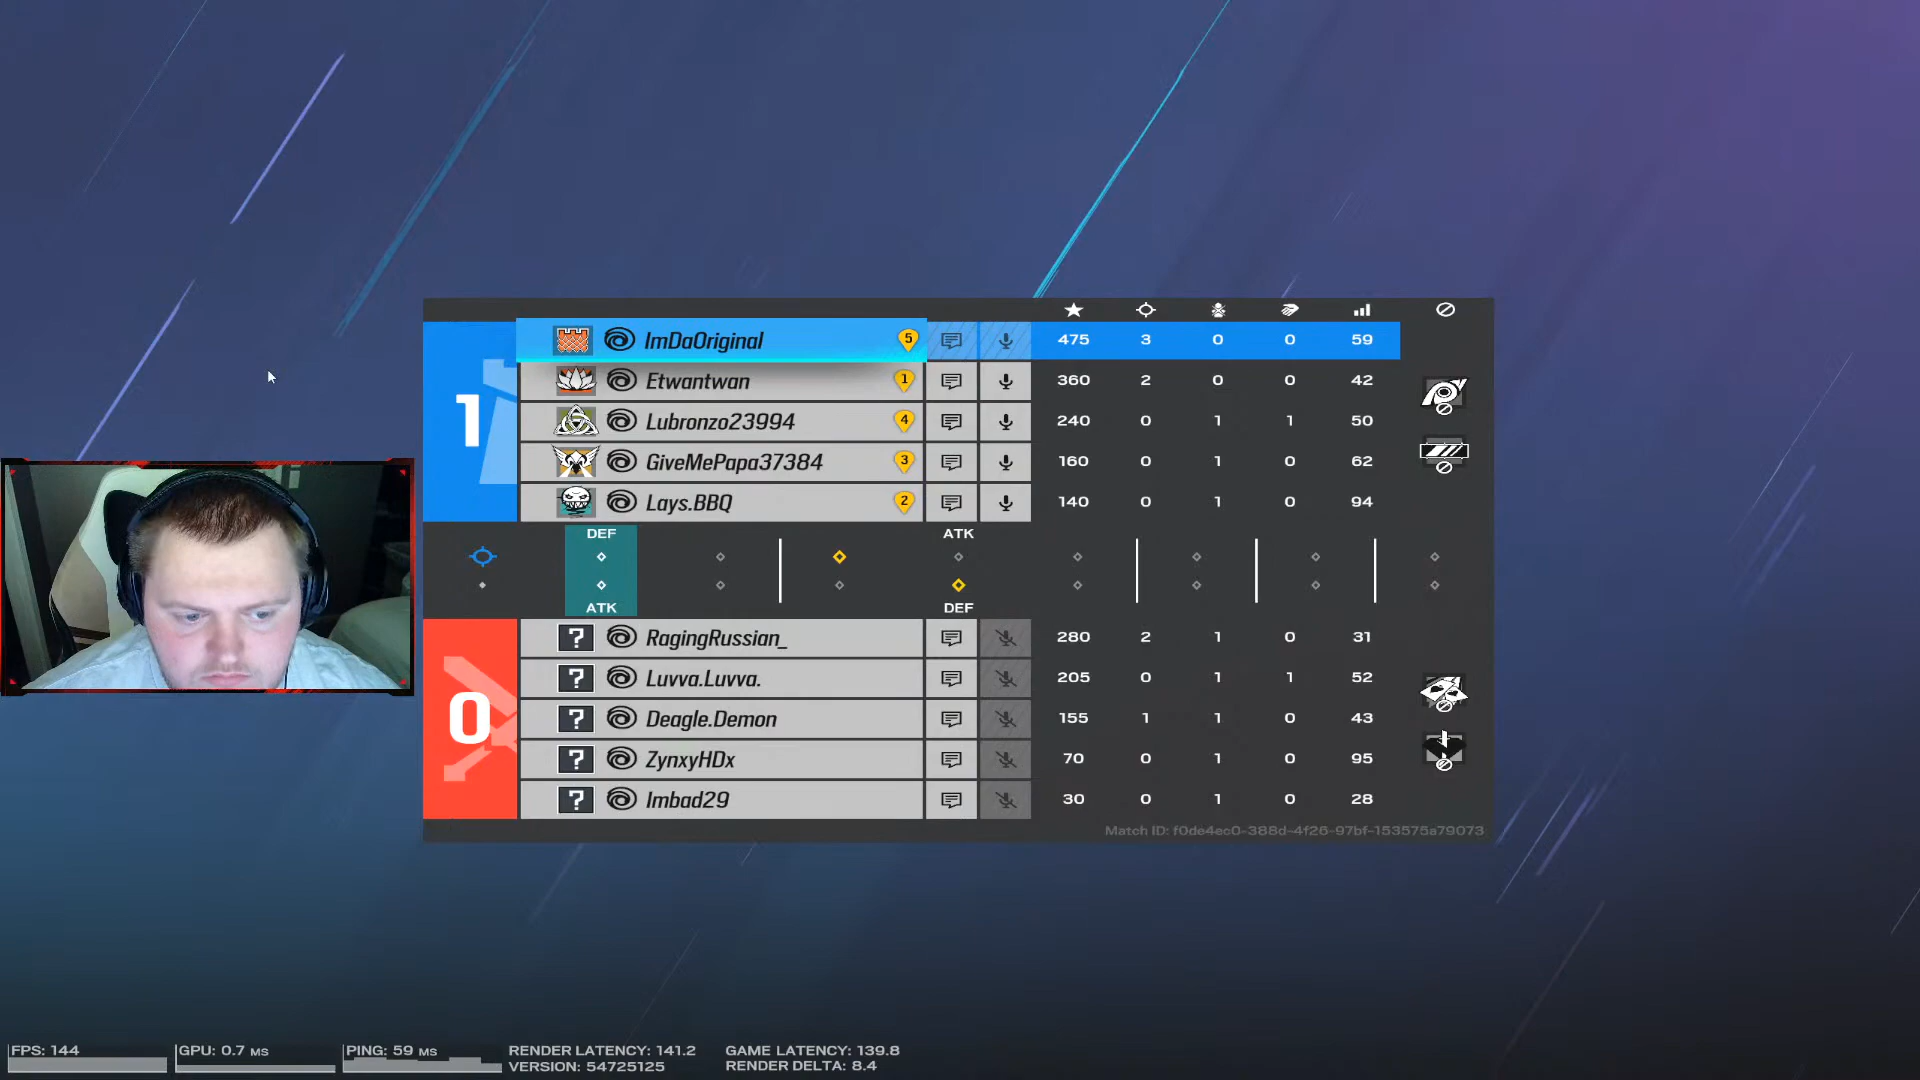 ImDaOriginal 5 475 3 0 0 59
1
Etwantwan 1 360 2 0 0 42
Lubronzo23994 4 240 0 1 1 50
GiveMePapa37384 3 160 0 1 0 62
Lays.BBQ 2 140 0 1 0 94
DEF ATK
ATK DEF
? RagingRussian_ 280 2 1 0 31
? Luvva.Luvva. 205 0 1 1 52
0
? Deagle.Demon 155 1 1 0 43
? ZynxyHDx 70 0 1 0 95
? Imbad29 30 0 1 0 28
Match ID: f0de4ec0-388d-4f26-97bf-153575a79073
FPS: 144 GPU: 0.7 MS PING: 59 MS RENDER LATENCY: 141.2 GAME LATENCY: 139.8
VERSION: 54725125 RENDER DELTA: 8.4